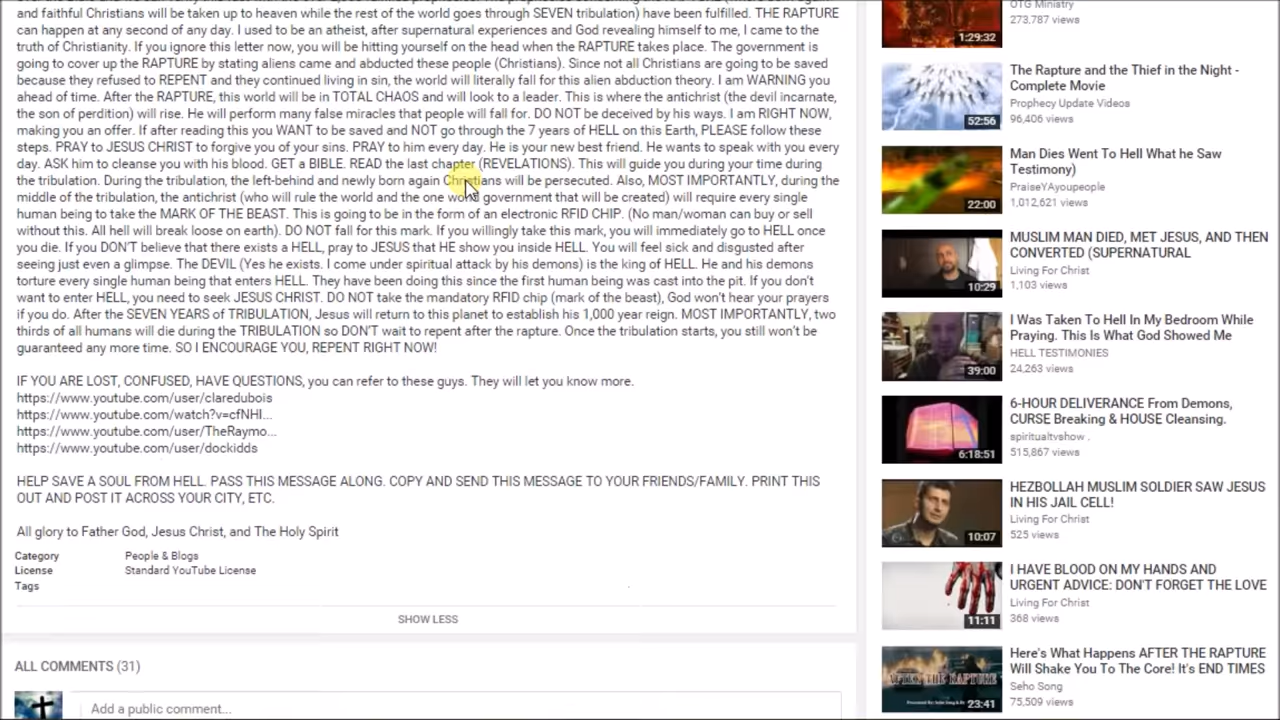 and faithful Christians will be taken up to heaven while the rest of the world goes through SEVEN tribulation) have been fulfilled. THE RAPTURE
can happen at any second of any day. I used to be an atheist, after supernatural experiences and God revealing himself to me, I came to the
truth of Christianity. If you ignore this message, you will be hitting yourself on the head once the RAPTURE takes place. The government is
going to cover up the RAPTURE by stating aliens came and abducted these people (Christians). Since not all Christians are going to be saved
because they refused to REPENT and they continued living in sin, the world will literally fall for this alien abduction theory. I am WARNING you
ahead of time. After the RAPTURE, this world will be in TOTAL CHAOS and will look to a leader. This is where the antichrist (the devil incarnate,
the son of perdition) will rise. He will perform many false miracles that people will fall for. DO NOT be deceived by his ways. I am RIGHT NOW,
making you an offer. If after reading this you WANT to be saved and NOT go through the 7 YEARS of HELL on this Earth, PLEASE follow these
steps. PRAY to JESUS CHRIST to forgive you of your sins. PRAY to him every day. He is your new best friend. He wants to speak with you every
day. ASK him to cleanse you with his blood. GET A BIBLE. READ the last chapter (REVELATIONS). This will guide you during your time during
the tribulation. During the tribulation, the left-behind and newly born again Christians will be persecuted. Also, MOST IMPORTANTLY, during the
middle of the tribulation, the antichrist (who will rule the world in the one world government that will be created) will require every single
human being to take the MARK OF THE BEAST. This mark will be in the form of an electronic RFID CHIP. (No man/woman can buy or sell
without this. All hell will break loose on earth). DO NOT fall for this mark. If you willingly take this mark, you will immediately go to HELL once
you die. If you DON'T believe that there exists a HELL, pray to JESUS that HE show you inside HELL. You will feel sick and disgusted after
seeing just even a glimpse. The DEVIL (who exists. I once came in spiritual attack by his demons) is the king of HELL. He and his demons
torture every single human being that enters HELL. They have been doing this since the first human being was cast into the pit. If you don't
want to enter HELL, you need to seek JESUS CHRIST. DO NOT take the mandatory RFID chip (mark of the beast), God won't hear your prayers
if you do. After the SEVEN YEARS of TRIBULATION, Jesus will return to this planet to establish his 1,000 year reign. MOST IMPORTANTLY, two
thirds of all humans will die during the TRIBULATION so DON'T wait to repent after the rapture. Once the tribulation starts, you still won't be
guaranteed any more time. SO I ENCOURAGE YOU, REPENT RIGHT NOW!
IF YOU ARE LOST, CONFUSED, HAVE QUESTIONS, you can refer to these guys. They will let you know more.
https://www.youtube.com/user/claredubois
https://www.youtube.com/watch?v=cfNHI...
https://www.youtube.com/user/TheRaymo...
https://www.youtube.com/user/daekidds
HELP SAVE A SOUL FROM HELL. PASS THIS MESSAGE ALONG. COPY AND SEND THIS MESSAGE TO YOUR FRIENDS/FAMILY. PRINT THIS
OUT AND POST IT ACROSS YOUR CITY, ETC.
All glory to Father God, Jesus Christ, and The Holy Spirit.
Category People & Blogs
License Standard YouTube License
Tags
SHOW LESS
ALL COMMENTS (31)
Add a public comment...
OTG Ministry
273,787 views
1:29:32
The Rapture and the Thief in the Night -
Complete Movie
Prophecy Update Videos
96,406 views
52:56
Man Dies Went To Hell What he Saw
Testimony)
PraiseYAyoupeople
1,012,621 views
22:00
MUSLIM MAN DIED, MET JESUS, AND THEN
CONVERTED (SUPERNATURAL
Living For Christ
1,103 views
10:29
I Was Taken To Hell In My Bedroom While
Praying. This Is What God Showed Me
HELL TESTIMONIES
24,263 views
39:00
6-HOUR DELIVERANCE From Demons,
CURSE Breaking & HOUSE Cleansing.
spiritualtvshow .
515,867 views
6:18:51
HEZBOLLAH MUSLIM SOLDIER SAW JESUS
IN HIS JAIL CELL!
Living For Christ
525 views
10:07
I HAVE BLOOD ON MY HANDS AND
URGENT ADVICE: DON'T FORGET THE LOVE
Living For Christ
368 views
11:11
Here's What Happens AFTER THE RAPTURE
Will Shake You To The Core! It's END TIMES
Seho Song
75,509 views
AFTER THE RAPTURE
23:41